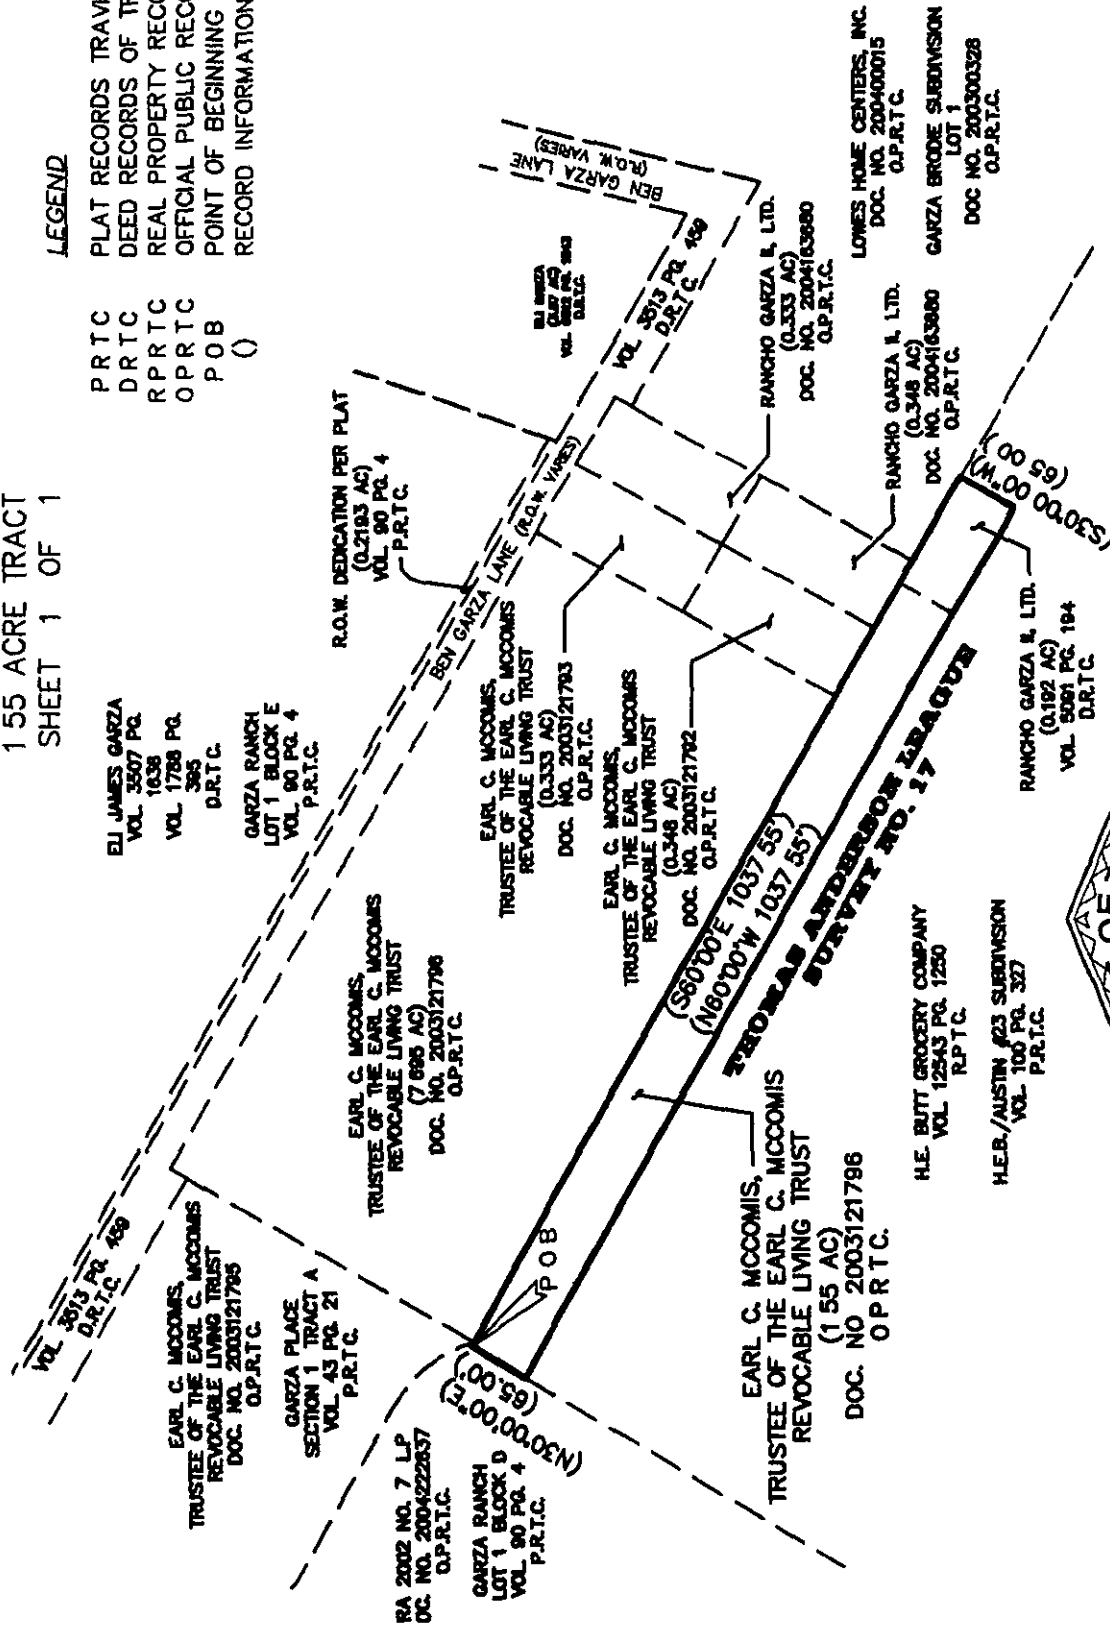 1 55 ACRE TRACT
SHEET 1 OF 1
LEGEND
PRTC PLAT RECORDS
DRTC DEED RECORDS OF
RPRTC REAL PROPERTY
OPRTC OFFICIAL PUBLIC
POB POINT OF BEGINNING
() RECORD INFORMATION
ELI JAMES GARZA
VOL. 3507 PG.
1638
VOL 1788 PG.
395
D.R.T C.
GARZA RANCH
LOT 1 BLOCK E
VOL 90 PG. 4
P.R.T.C.
R.O.W. DEDICATION PER PLAT
(0.2193 AC)
VOL. 90 PG. 4
P.R.T.C.
BEN GARZA LANE (R.O.W. VARIES)
BEN GARZA LANE
(R.O.W. VARIES)
VOL 3513 PG. 459
D.R.T.C.
VOL 3513 PG. 459
D.R.T.C.
ELI GARZA
D.R.T.C.
EARL C. MCCOMIS,
TRUSTEE OF THE EARL C. MCCOMIS
REVOCABLE LIVING TRUST
DOC. NO. 2003121795
O.P.R.T C.
GARZA PLACE
SECTION 1 TRACT A
VOL. 43 PG. 21
P.R.T C.
EARL C. MCCOMIS,
TRUSTEE OF THE EARL C. MCCOMIS
REVOCABLE LIVING TRUST
(7 695 AC)
DOC. NO. 2003121798
O.P.R.T.C.
EARL C. MCCOMIS,
TRUSTEE OF THE EARL C. MCCOMIS
REVOCABLE LIVING TRUST
(0.333 AC)
DOC. NO. 2003121793
O.P.R.T.C.
EARL C. MCCOMIS,
TRUSTEE OF THE EARL C. MCCOMIS
REVOCABLE LIVING TRUST
(0.348 AC)
DOC. NO. 2003121792
O.P.R.T.C.
RANCHO GARZA II, LTD.
(0.333 AC)
DOC. NO. 2004163680
O.P.R.T.C.
RANCHO GARZA II, LTD.
(0.348 AC)
DOC. NO. 2004163680
O.P.R.T.C.
LOWES HOME CENTERS, INC.
DOC. NO. 200400015
O.P.R.T C.
GARZA BRODIE SUBDIVISION
LOT 1
DOC NO. 200300328
O.P.R.T.C.
(S30°00 00"W)
(65 00 )
RANCHO GARZA II, LTD.
(0.192 AC)
VOL. 5091 PG. 194
D.R.T.C.
(S60°00'E 1037 55')
(N60°00'W 1037 55')
THOMAS ANDERSON LEAGUE
SURVEY NO. 17
P O B
(N30°00'00"E)
(65.00')
RA 2002 NO. 7 LP
OC. NO. 2004222637
O.P.R.T.C.
GARZA RANCH
LOT 1 BLOCK D
VOL 90 PG. 4
P.R.T.C.
EARL C. MCCOMIS,
TRUSTEE OF THE EARL C. MCCOMIS
REVOCABLE LIVING TRUST
(1 55 AC)
DOC. NO 2003121796
O P R T C.
H.E. BUTT GROCERY COMPANY
VOL 12543 PG. 1250
R.P T C.
H.E.B./AUSTIN #23 SUBDIVISION
VOL. 100 PG. 327
P.R.T.C.
OF